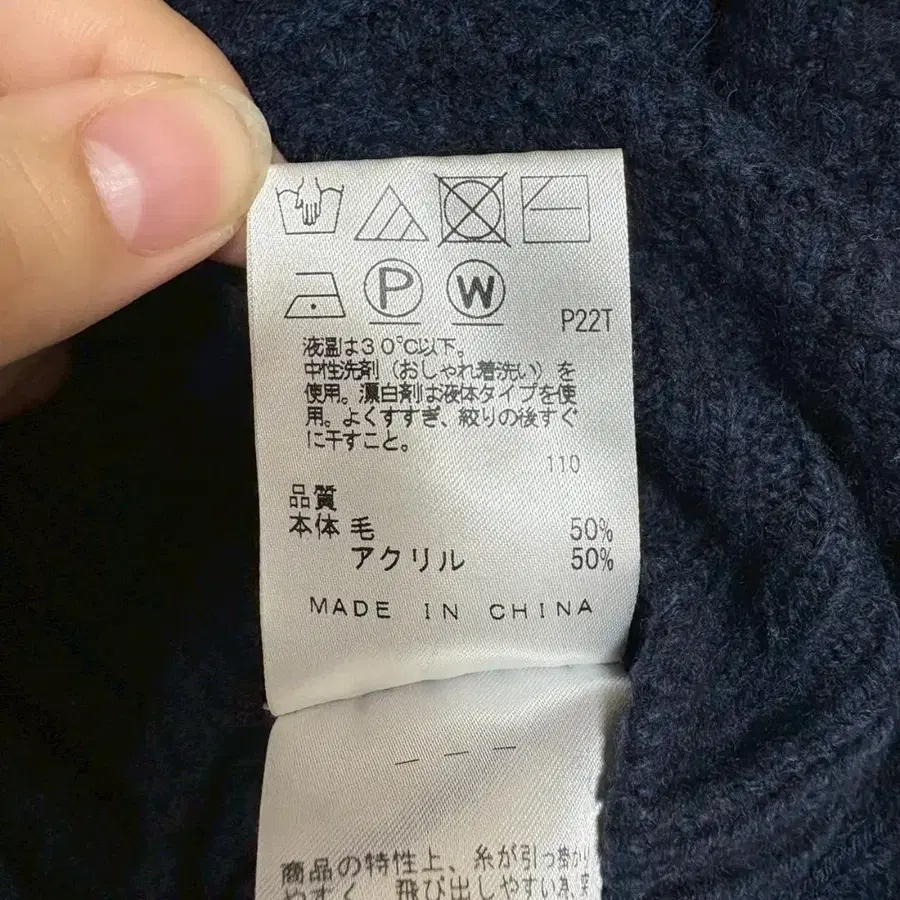 P W
P22T
液温は30℃以下。
中性洗剤（おしゃれ着洗い）を
使用。漂白剤は液体タイプを使
用。よくすすぎ、絞りの後すぐ
に干すこと。
110
品質
本体 毛 50%
アクリル 50%
MADE IN CHINA
商品の特性上、糸が引っ掛かり
やすく 飛び出しやすい為、突